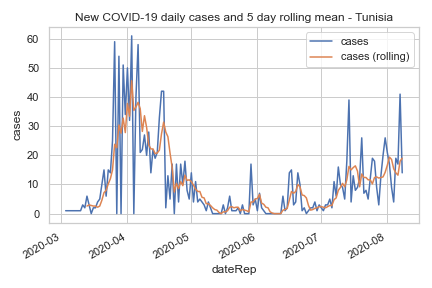 New COVID-19 daily cases and 5 day rolling mean - Tunisia
cases
cases (rolling)
60
50
40
30
20
10
0
cases
2020-03
2020-04
2020-05
2020-06
2020-07
2020-08
dateRep